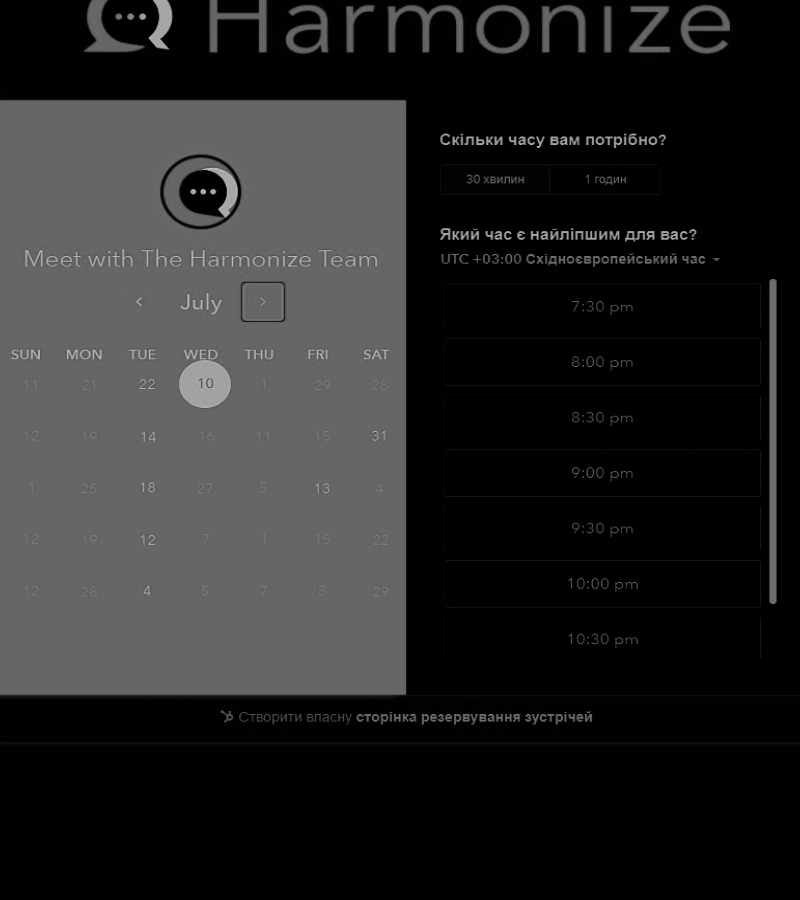 Harmonize
Meet with The Harmonize Team
July
SUN MON TUE WED THU FRI SAT
11 21 22 10 1 29 28
12 19 14 16 11 15 31
1 25 18 27 5 13 4
12 19 12 7 1 15 22
12 28 4 5 7 8 29
Скільки часу вам потрібно?
30 хвилин 1 годин
Який час є найліпшим для вас?
UTC +03:00 Східноєвропейський час
7:30 pm
8:00 pm
8:30 pm
9:00 pm
9:30 pm
10:00 pm
10:30 pm
Створити власну сторінка резервування зустрічей